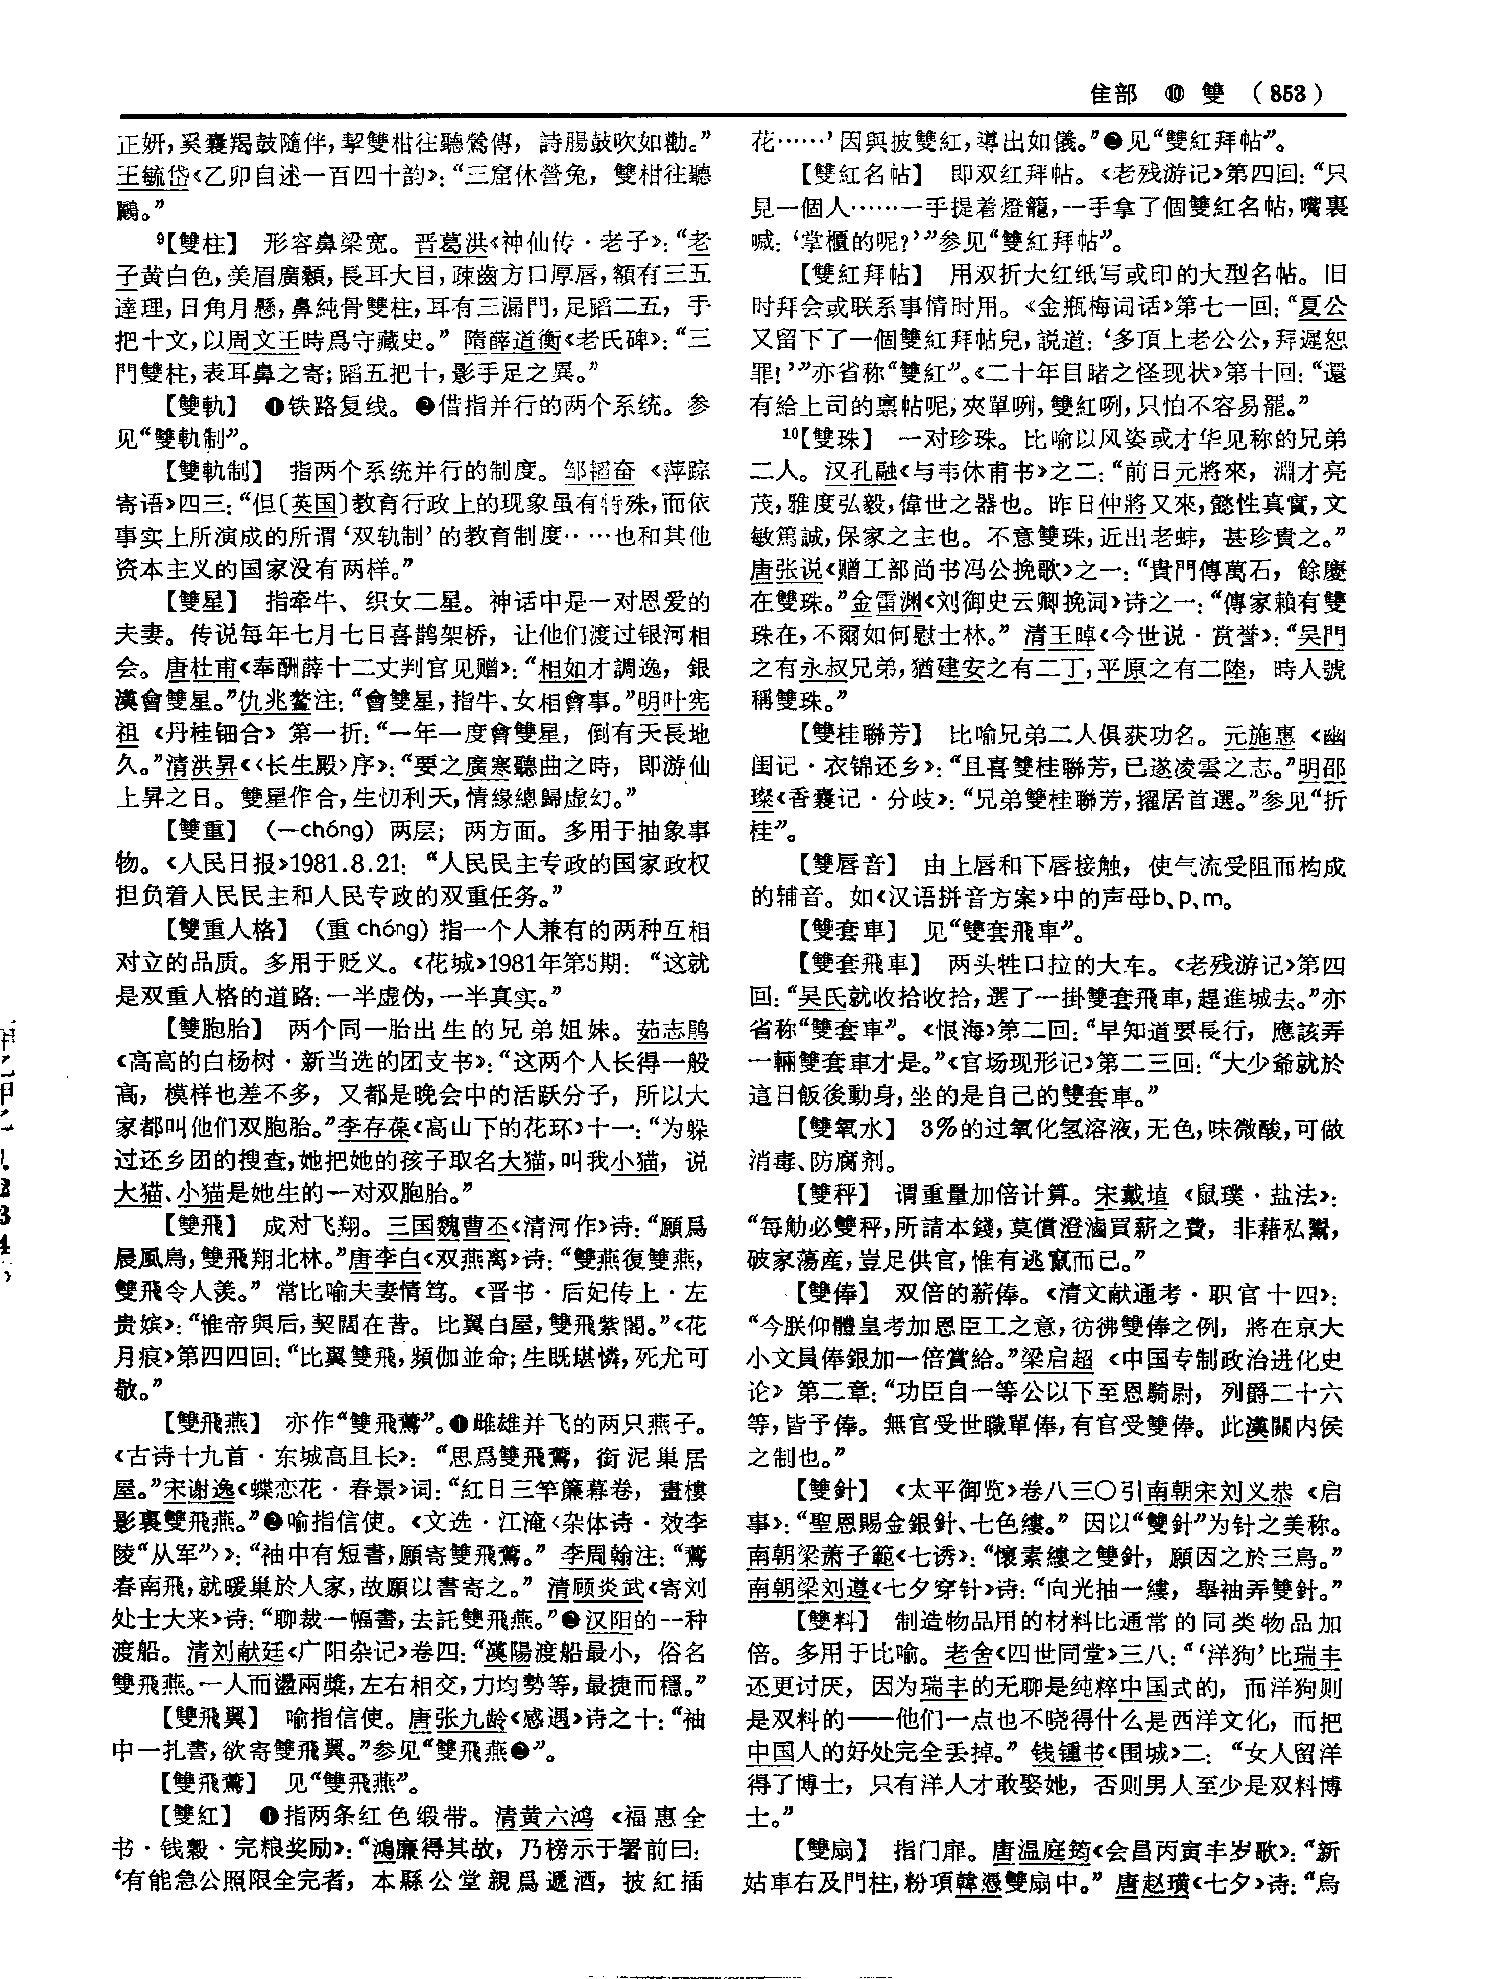 隹部 ⑩ 雙 (853)
正妍，奚囊羯鼓隨伴，挈雙柑往聽鶯傳，詩腸鼓吹如勸。”
王毓岱《乙卯自述一百四十韵》：“三窟休營兔，雙柑往聽
鸝。”
⁹【雙柱】 形容鼻梁宽。晋葛洪《神仙传·老子》：“老
子黄白色，美眉廣顙，長耳大目，疎齒方口厚唇，額有三五
達理，日角月懸，鼻純骨雙柱，耳有三漏門，足蹈二五，手
把十文，以周文王時爲守藏史。” 隋薛道衡《老氏碑》：“三
門雙柱，表耳鼻之寄；蹈五把十，影手足之異。”
【雙軌】 ❶铁路复线。❷借指并行的两个系统。参
见“雙軌制”。
【雙軌制】 指两个系统并行的制度。邹韬奋《萍踪
寄语》四三：“但〔英国〕教育行政上的现象虽有特殊，而依
事实上所演成的所谓‘双轨制’的教育制度……也和其他
资本主义的国家没有两样。”
【雙星】 指牵牛、织女二星。神话中是一对恩爱的
夫妻。传说每年七月七日喜鹊架桥，让他们渡过银河相
会。唐杜甫《奉酬薛十二丈判官见赠》：“相如才調逸，銀
漢會雙星。”仇兆鳌注：“會雙星，指牛、女相會事。”明叶宪
祖《丹桂钿合》第一折：“一年一度會雙星，倒有天長地
久。”清洪昇《〈长生殿〉序》：“要之廣寒聽曲之時，即游仙
上昇之日。雙星作合，生忉利天，情缘總歸虚幻。”
【雙重】 (—chóng) 两层；两方面。多用于抽象事
物。《人民日报》1981.8.21：“人民民主专政的国家政权
担负着人民民主和人民专政的双重任务。”
【雙重人格】 (重 chóng) 指一个人兼有的两种互相
对立的品质。多用于贬义。《花城》1981年第5期：“这就
是双重人格的道路：一半虚伪，一半真实。”
【雙胞胎】 两个同一胎出生的兄弟姐妹。茹志鹃
《高高的白杨树·新当选的团支书》：“这两个人长得一般
高，模样也差不多，又都是晚会中的活跃分子，所以大
家都叫他们双胞胎。”李存葆《高山下的花环》十一：“为躲
过还乡团的搜查，她把她的孩子取名大猫，叫我小猫，说
大猫、小猫是她生的一对双胞胎。”
【雙飛】 成对飞翔。三国魏曹丕《清河作》诗：“願爲
晨風鳥，雙飛翔北林。”唐李白《双燕离》诗：“雙燕復雙燕，
雙飛令人羨。”常比喻夫妻情笃。《晋书·后妃传上·左
贵嫔》：“惟帝與后，契闊在昔。比翼白屋，雙飛紫閣。”《花
月痕》第四四回：“比翼雙飛，頻伽並命；生既堪憐，死尤可
敬。”
【雙飛燕】 亦作“雙飛鷰”。❶雌雄并飞的两只燕子。
《古诗十九首·东城高且长》：“思爲雙飛鷰，銜泥巢居
屋。”宋谢逸《蝶恋花·春景》词：“紅日三竿簾幕卷，畫樓
影裏雙飛燕。”❷喻指信使。《文选·江淹〈杂体诗·效李
陵“从军”〉》：“袖中有短書，願寄雙飛鷰。”李周翰注：“鷰
春南飛，就暖巢於人家，故願以書寄之。”清顾炎武《寄刘
处士大来》诗：“聊裁一幅書，去託雙飛燕。”❸汉阳的一种
渡船。清刘献廷《广阳杂记》卷四：“漢陽渡船最小，俗名
雙飛燕。一人而盪兩槳，左右相交，力均勢等，最捷而穩。”
【雙飛翼】 喻指信使。唐张九龄《感遇》诗之十：“袖
中一扎書，欲寄雙飛翼。”参见“雙飛燕❷”。
【雙飛鷰】 见“雙飛燕”。
【雙紅】 ❶指两条红色缎带。清黄六鸿《福惠全
书·钱穀·完粮奖励》：“鴻廉得其故，乃榜示于署前曰：
‘有能急公照限全完者，本縣公堂親爲遞酒，披紅插
花……’因與披雙紅，導出如儀。”❷见“雙紅拜帖”。
【雙紅名帖】 即双红拜帖。《老残游记》第四回：“只
見一個人……一手提着燈籠，一手拿了個雙紅名帖，嘴裏
喊：‘掌櫃的呢？’”参见“雙紅拜帖”。
【雙紅拜帖】 用双折大红纸写或印的大型名帖。旧
时拜会或联系事情时用。《金瓶梅词话》第七一回：“夏公
又留下了一個雙紅拜帖兒，説道：‘多頂上老公公，拜遲恕
罪！’”亦省称“雙紅”。《二十年目睹之怪现状》第十回：“還
有給上司的禀帖呢，夾單咧，雙紅咧，只怕不容易罷。”
¹⁰【雙珠】 一对珍珠。比喻以风姿或才华见称的兄弟
二人。汉孔融《与韦休甫书》之二：“前日元將來，淵才亮
茂，雅度弘毅，偉世之器也。昨日仲將又來，懿性真實，文
敏篤誠，保家之主也。不意雙珠，近出老蚌，甚珍貴之。”
唐张说《赠工部尚书冯公挽歌》之一：“貴門傳萬石，餘慶
在雙珠。”金雷渊《刘御史云卿挽词》诗之一：“傳家賴有雙
珠在，不爾如何慰士林。”清王晫《今世说·赏誉》：“吴門
之有永叔兄弟，猶建安之有二丁，平原之有二陸，時人號
稱雙珠。”
【雙桂聯芳】 比喻兄弟二人俱获功名。元施惠《幽
闺记·衣锦还乡》：“且喜雙桂聯芳，已遂凌雲之志。”明邵
璨《香囊记·分歧》：“兄弟雙桂聯芳，擢居首選。”参见“折
桂”。
【雙唇音】 由上唇和下唇接触，使气流受阻而构成
的辅音。如《汉语拼音方案》中的声母b、p、m。
【雙套車】 见“雙套飛車”。
【雙套飛車】 两头牲口拉的大车。《老残游记》第四
回：“吴氏就收拾收拾，選了一掛雙套飛車，趕進城去。”亦
省称“雙套車”。《恨海》第二回：“早知道要長行，應該弄
一輛雙套車才是。”《官场现形记》第二三回：“大少爺就於
這日飯後動身，坐的是自己的雙套車。”
【雙氧水】 3%的过氧化氢溶液，无色，味微酸，可做
消毒、防腐剂。
【雙秤】 谓重量加倍计算。宋戴埴《鼠璞·盐法》：
“每觔必雙秤，所請本錢，莫償澄滷買薪之費，非藉私鬻，
破家蕩産，豈足供官，惟有逃竄而已。”
【雙俸】 双倍的薪俸。《清文献通考·职官十四》：
“今朕仰體皇考加恩臣工之意，彷彿雙俸之例，將在京大
小文員俸銀加一倍賞給。”梁启超《中国专制政治进化史
论》第二章：“功臣自一等公以下至恩騎尉，列爵二十六
等，皆予俸。無官受世職單俸，有官受雙俸。此漢關内侯
之制也。”
【雙針】 《太平御览》卷八三〇引南朝宋刘义恭《启
事》：“聖恩賜金銀針、七色縷。”因以“雙針”为针之美称。
南朝梁萧子範《七诱》：“懷素縷之雙針，願因之於三鳥。”
南朝梁刘遵《七夕穿针》诗：“向光抽一縷，舉袖弄雙針。”
【雙料】 制造物品用的材料比通常的同类物品加
倍。多用于比喻。老舍《四世同堂》三八：“‘洋狗’比瑞丰
还更讨厌，因为瑞丰的无聊是纯粹中国式的，而洋狗则
是双料的——他们一点也不晓得什么是西洋文化，而把
中国人的好处完全丢掉。”钱锺书《围城》二：“女人留洋
得了博士，只有洋人才敢娶她，否则男人至少是双料博
士。”
【雙扇】 指门扉。唐温庭筠《会昌丙寅丰岁歌》：“新
姑車右及門柱，粉項韓憑雙扇中。”唐赵璜《七夕》诗：“烏